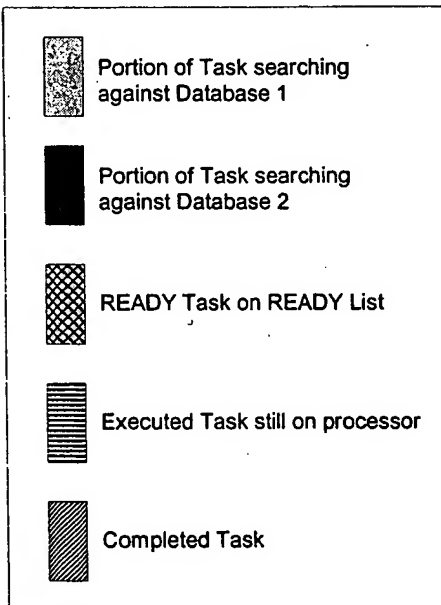 Portion of Task searching
against Database 1
Portion of Task searching
against Database 2
READY Task on READY List
Executed Task still on processor
Completed Task